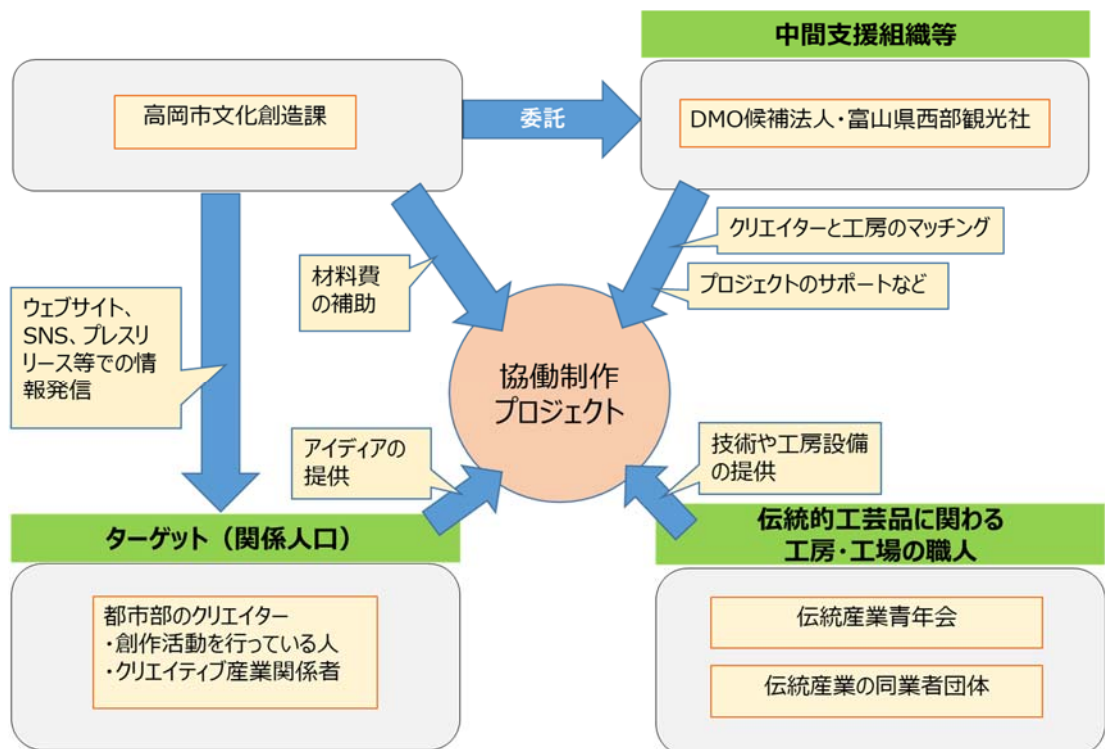 中間支援組織等
高岡市文化創造課
委託
DMO候補法人・富山県西部観光社
クリエイターと工房のマッチング
プロジェクトのサポートなど
材料費
の補助
ウェブサイト、
SNS、プレスリ
リース等での情
報発信
協働制作
プロジェクト
アイディアの
提供
技術や工房設備
の提供
ターゲット（関係人口）
都市部のクリエイター
・創作活動を行っている人
・クリエイティブ産業関係者
伝統的工芸品に関わる
工房・工場の職人
伝統産業青年会
伝統産業の同業者団体